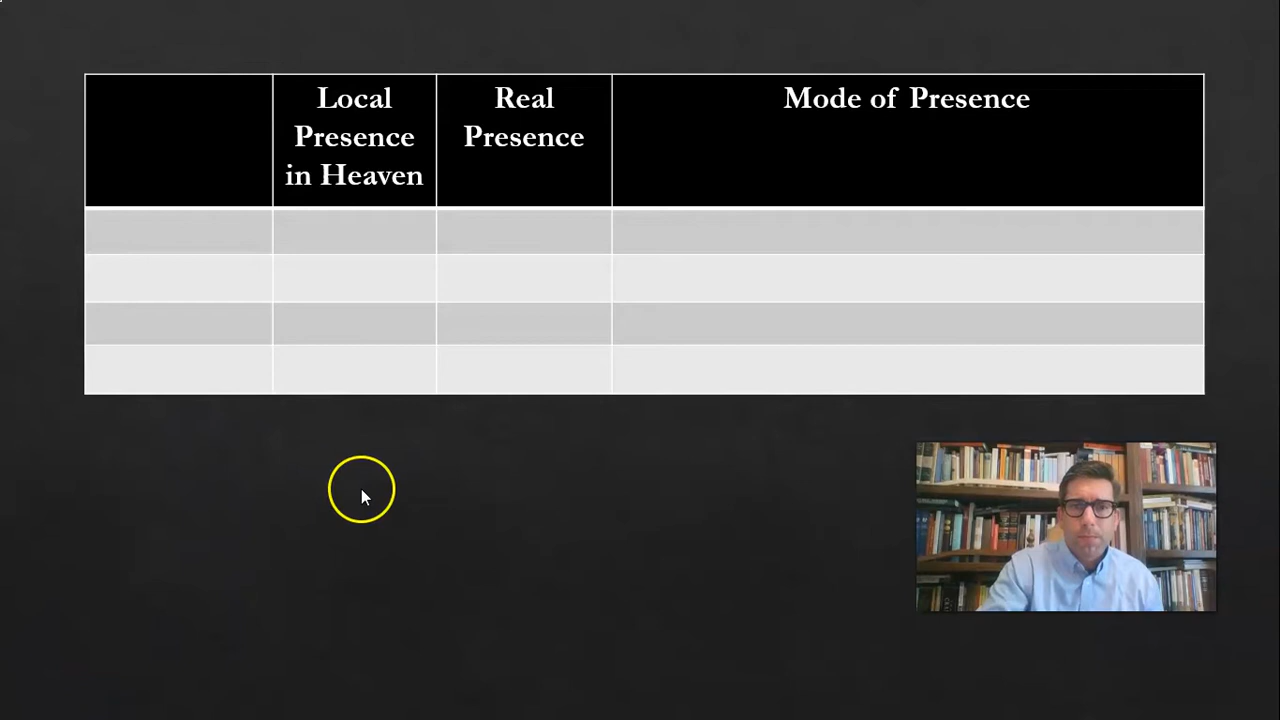 Local
Presence
in Heaven
Real
Presence
Mode of Presence